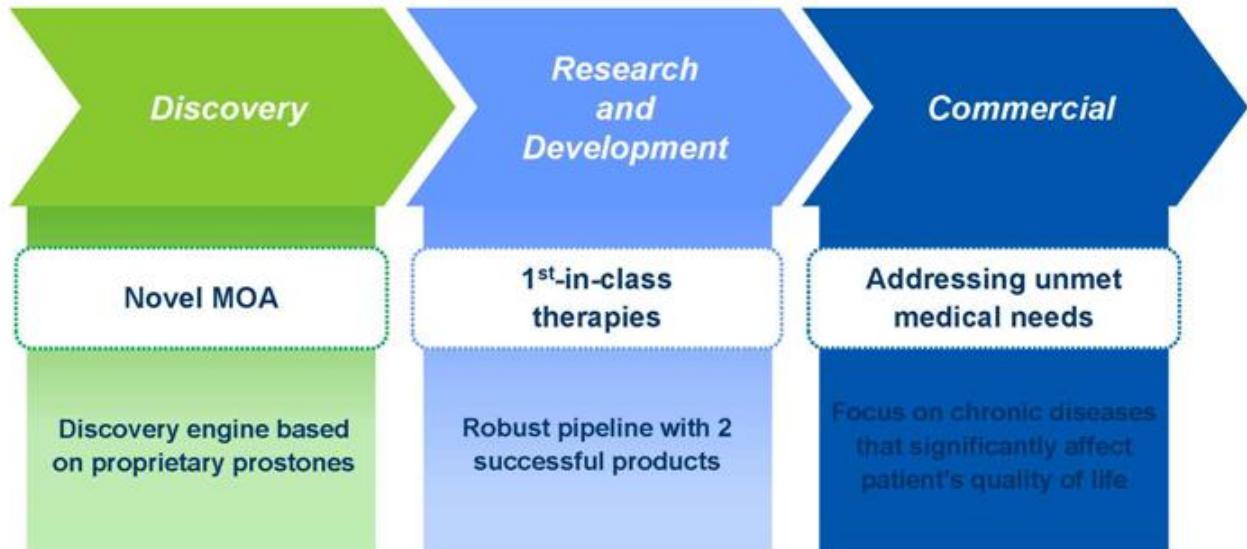 Discovery
Novel MOA
Discovery engine based
on proprietary prostones
Research
and
Development
1st-in-class
therapies
Robust pipeline with 2
successful products
Commercial
Addressing unmet
medical needs
Focus on chronic diseases
that significantly affect
patient's quality of life